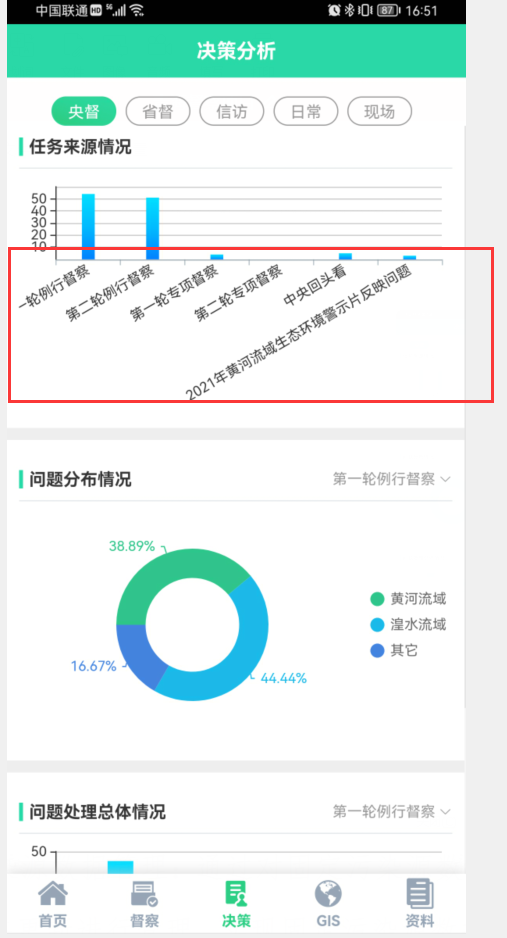 中国联通 HD 5G 87 16:51
决策分析
央督 省督 信访 日常 现场
任务来源情况
50
40
30
20
10
一轮例行督察
第二轮例行督察
第一轮专项督察
第二轮专项督察
中央回头看
2021年黄河流域生态环境警示片反映问题
问题分布情况 第一轮例行督察
38.89%
黄河流域
湟水流域
其它
16.67%
44.44%
问题处理总体情况 第一轮例行督察
50
首页 督察 决策 GIS 资料